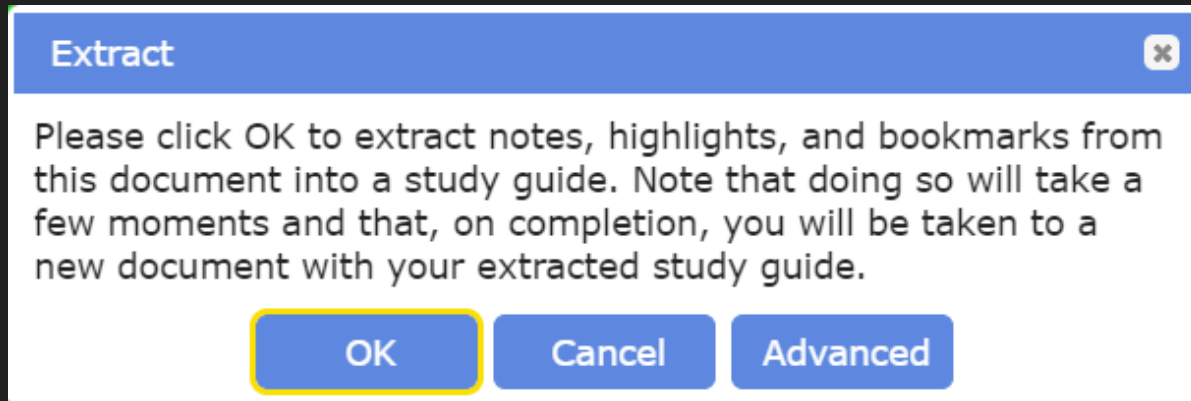 Extract
Please click OK to extract notes, highlights, and bookmarks from
this document into a study guide. Note that doing so will take a
few moments and that, on completion, you will be taken to a
new document with your extracted study guide.
OK Cancel Advanced